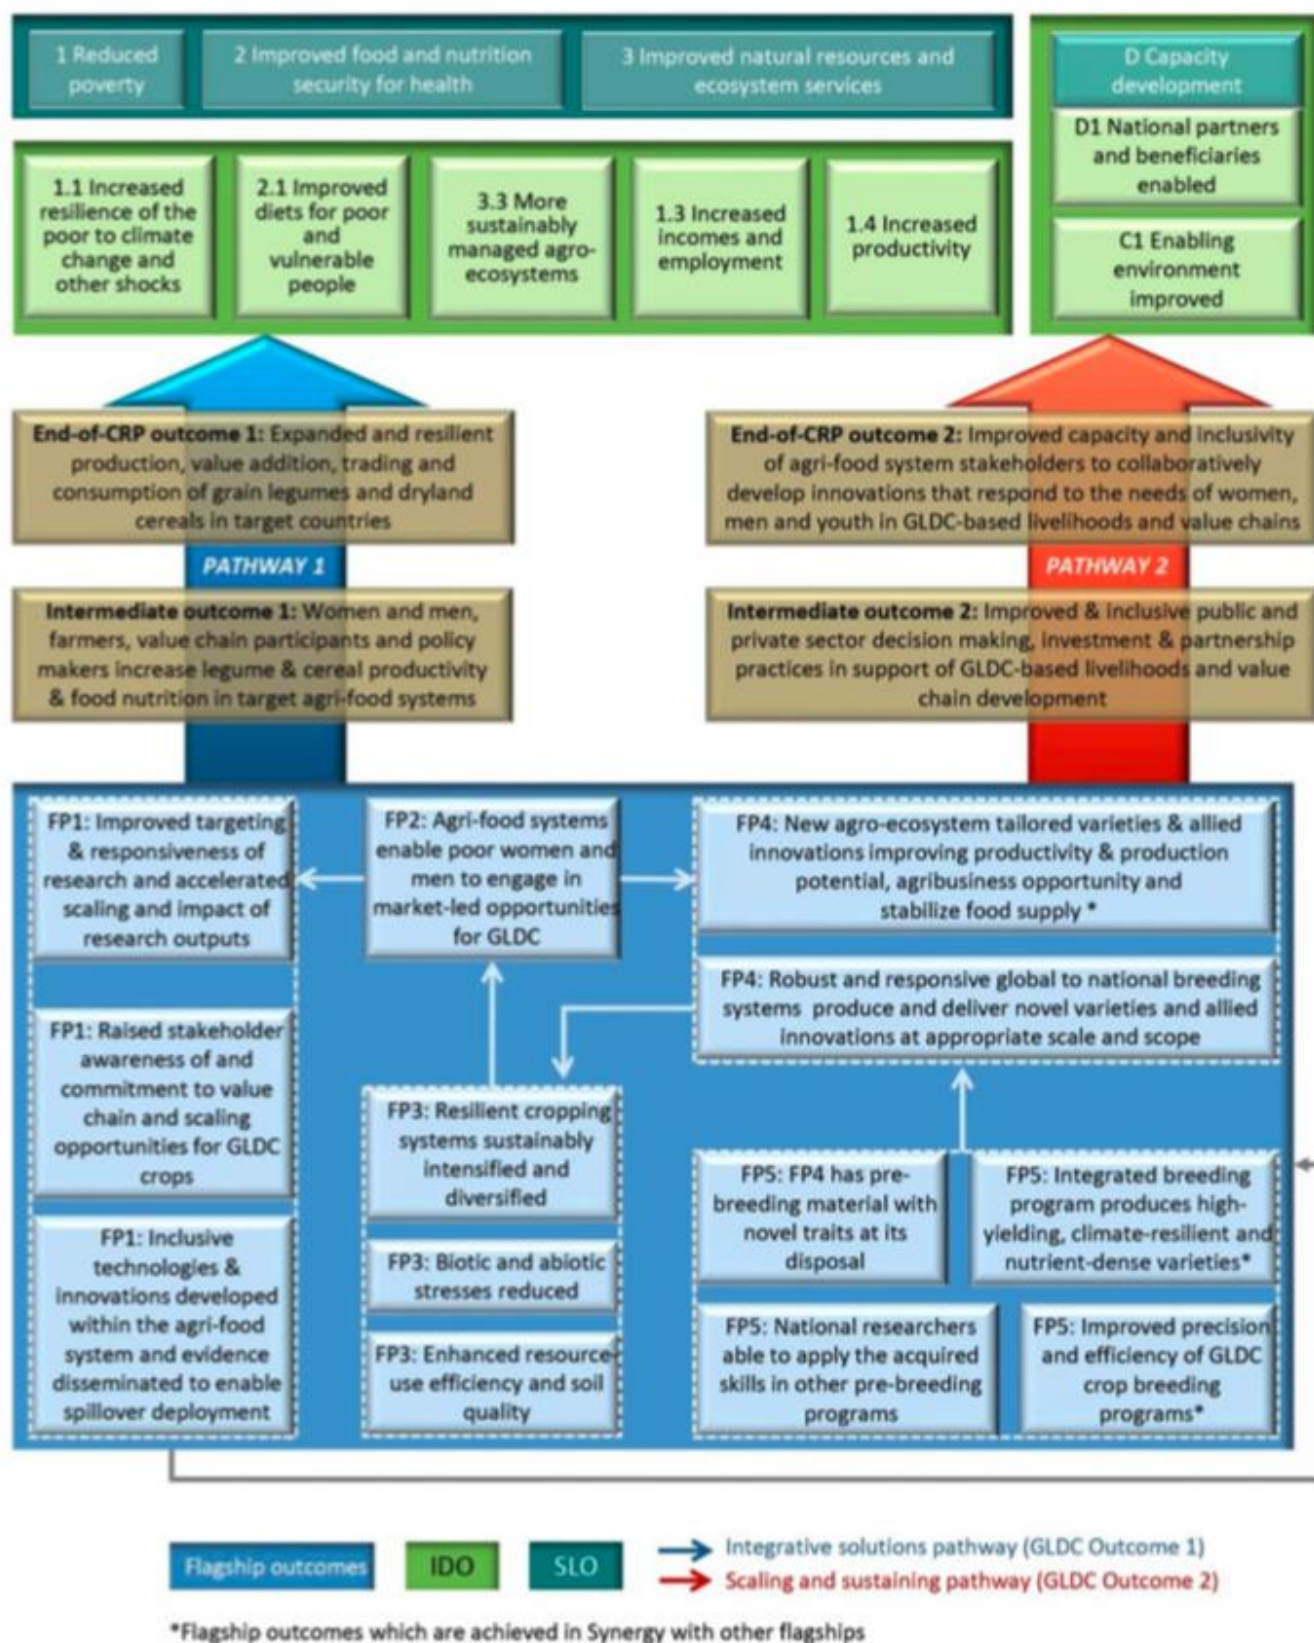 1 Reduced
poverty
2 Improved food and nutrition
security for health
3 Improved natural resources and
ecosystem services
D Capacity
development
D1 National partners
and beneficiaries
enabled
C1 Enabling
environment
improved
1.1 Increased
resilience of the
poor to climate
change and
other shocks
2.1 Improved
diets for poor
and
vulnerable
people
3.3 More
sustainably
managed agro-
ecosystems
1.3 Increased
incomes and
employment
1.4 Increased
productivity
End-of-CRP outcome 1: Expanded and resilient
production, value addition, trading and
consumption of grain legumes and dryland
cereals in target countries
PATHWAY 1
Intermediate outcome 1: Women and men,
farmers, value chain participants and policy
makers increase legume & cereal productivity
& food nutrition in target agri-food systems
End-of-CRP outcome 2: Improved capacity and inclusivity
of agri-food system stakeholders to collaboratively
develop innovations that respond to the needs of women,
men and youth in GLDC-based livelihoods and value chains
PATHWAY 2
Intermediate outcome 2: Improved & inclusive public and
private sector decision making, investment & partnership
practices in support of GLDC-based livelihoods and value
chain development
FP1: Improved targeting
& responsiveness of
research and accelerated
scaling and impact of
research outputs
FP1: Raised stakeholder
awareness of and
commitment to value
chain and scaling
opportunities for GLDC
crops
FP1: Inclusive
technologies &
innovations developed
within the agri-food
system and evidence
disseminated to enable
spillover deployment
FP2: Agri-food systems
enable poor women and
men to engage in
market-led opportunities
for GLDC
FP3: Resilient cropping
systems sustainably
intensified and
diversified
FP3: Biotic and abiotic
stresses reduced
FP3: Enhanced resource-
use efficiency and soil
quality
FP4: New agro-ecosystem tailored varieties & allied
innovations improving productivity & production
potential, agribusiness opportunity and
stabilize food supply *
FP4: Robust and responsive global to national breeding
systems produce and deliver novel varieties and allied
innovations at appropriate scale and scope
FP5: FP4 has pre-
breeding material with
novel traits at its
disposal
FP5: Integrated breeding
program produces high-
yielding, climate-resilient and
nutrient-dense varieties*
FP5: National researchers
able to apply the acquired
skills in other pre-breeding
programs
FP5: Improved precision
and efficiency of GLDC
crop breeding
programs*
Flagship outcomes
IDO
SLO
Integrative solutions pathway (GLDC Outcome 1)
Scaling and sustaining pathway (GLDC Outcome 2)
*Flagship outcomes which are achieved in Synergy with other flagships